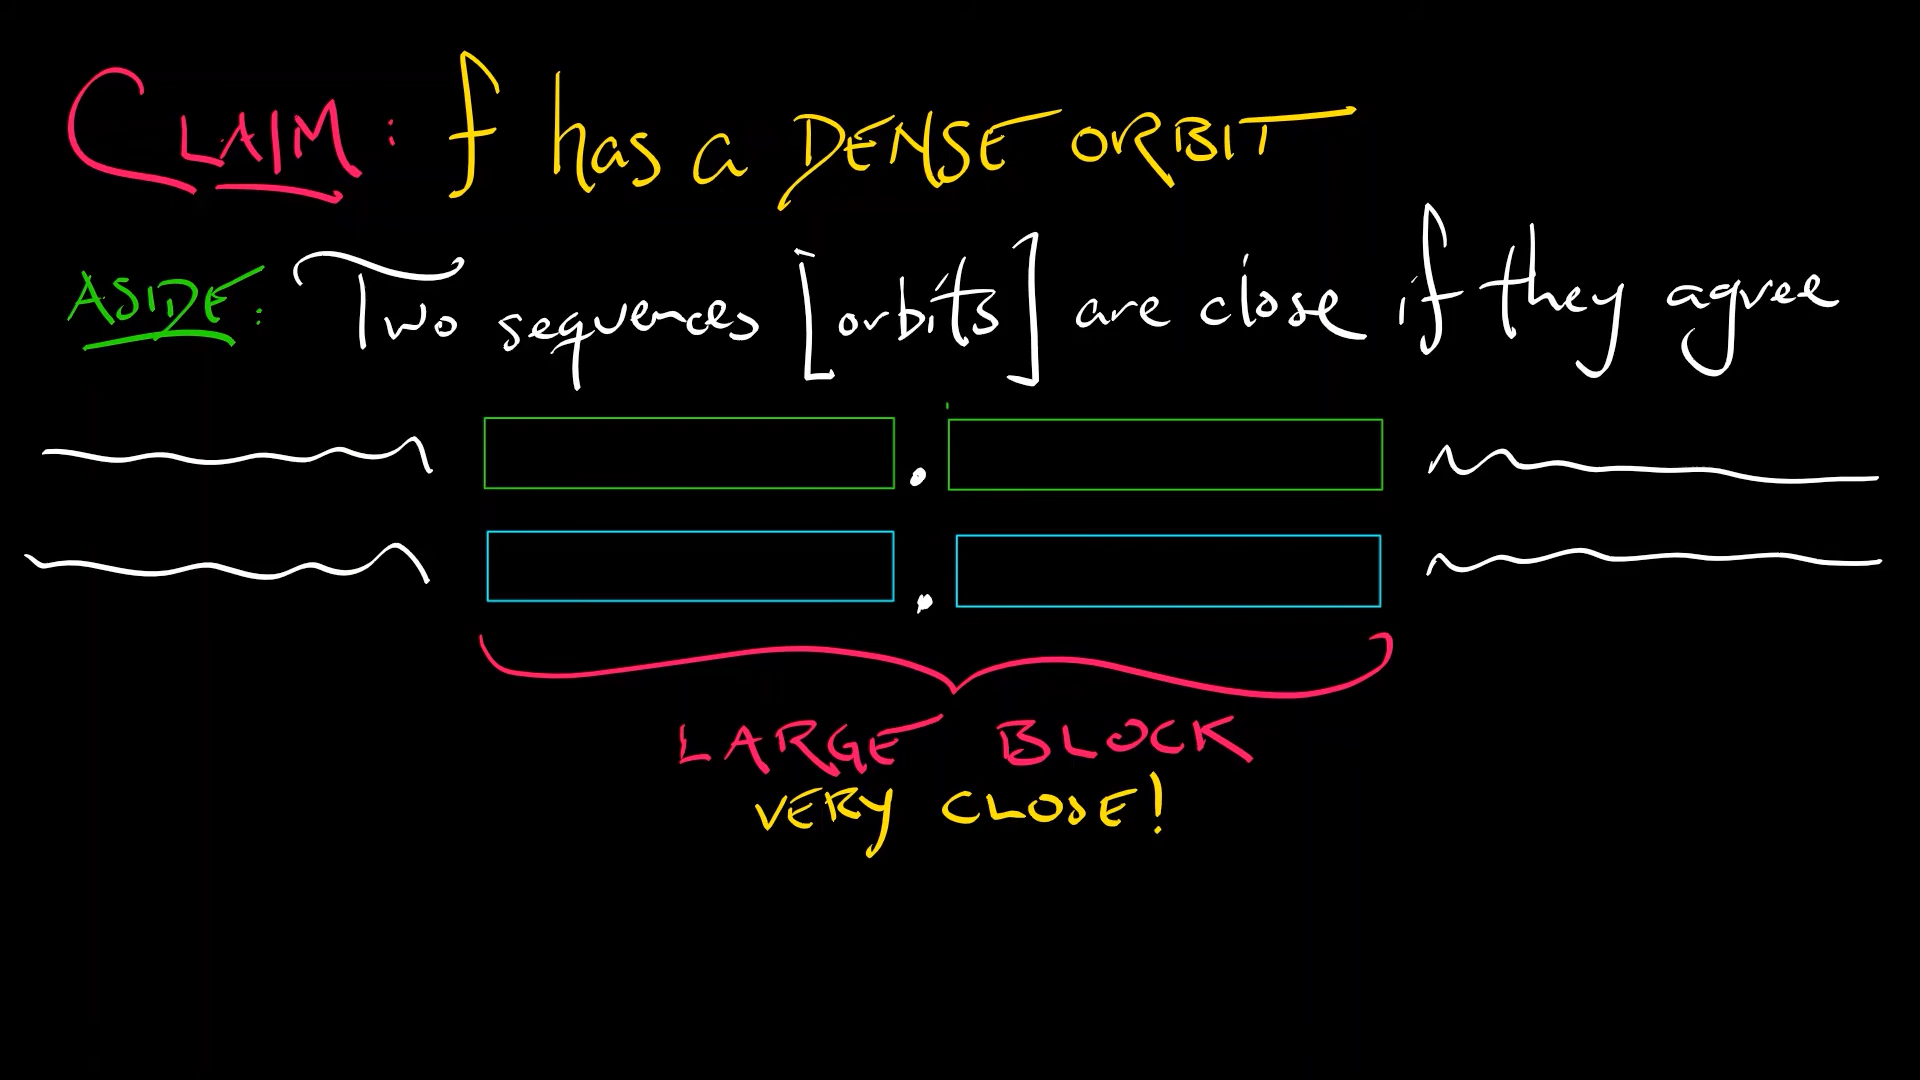 CLAIM: f has a DENSE ORBIT
ASIDE: Two sequences [orbits] are close if they agree
.
.
LARGE BLOCK
VERY CLOSE!